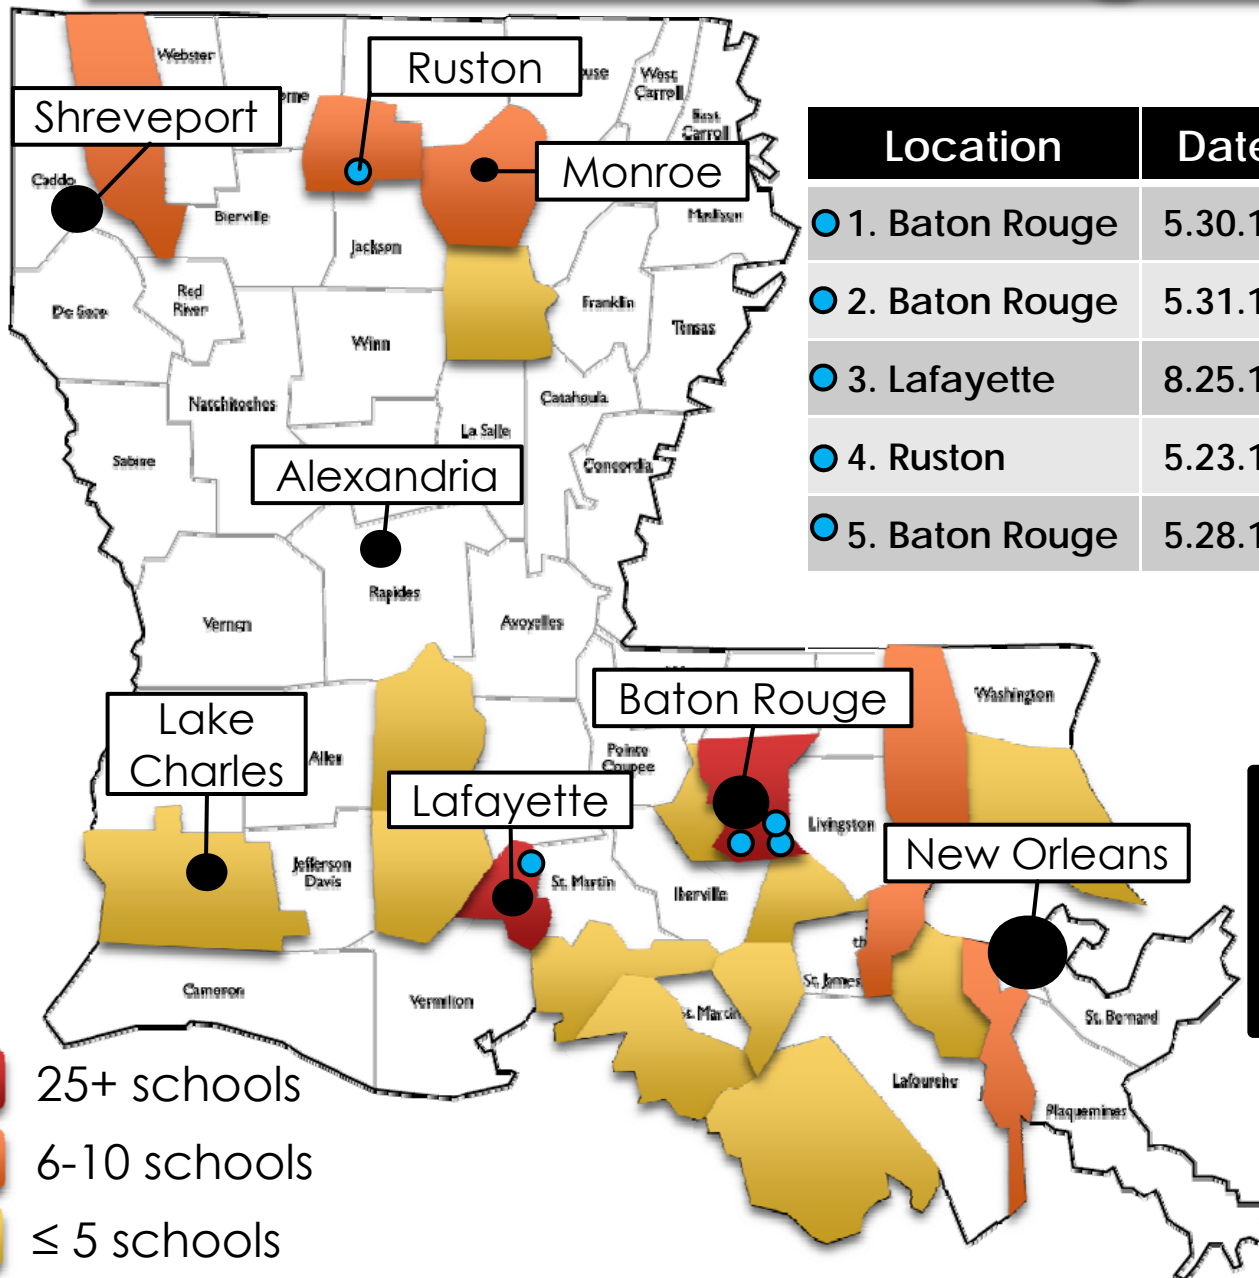 Webster
Ruston
West
Carroll
Shreveport
East
Carroll
Location
Monroe
Caddo
Madison
1. Baton Rouge
Bienville
Jackson
Red
River
De Soto
Franklin
2. Baton Rouge
Tensas
Winn
3. Lafayette
Natchitoches
Catahoula
La Salle
Sabine
Concordia
4. Ruston
Alexandria
5. Baton Rouge
Rapides
Vernon
Avoyelles
Washington
Baton Rouge
Lake
Charles
Allen
Pointe
Coupee
Lafayette
Livingston
New Orleans
Jefferson
Davis
St. Martin
Iberville
St. James
Cameron
Vermilion
St. Martin
St. Bernard
Lafourche
Plaquemines
25+ schools
6-10 schools
≤ 5 schools